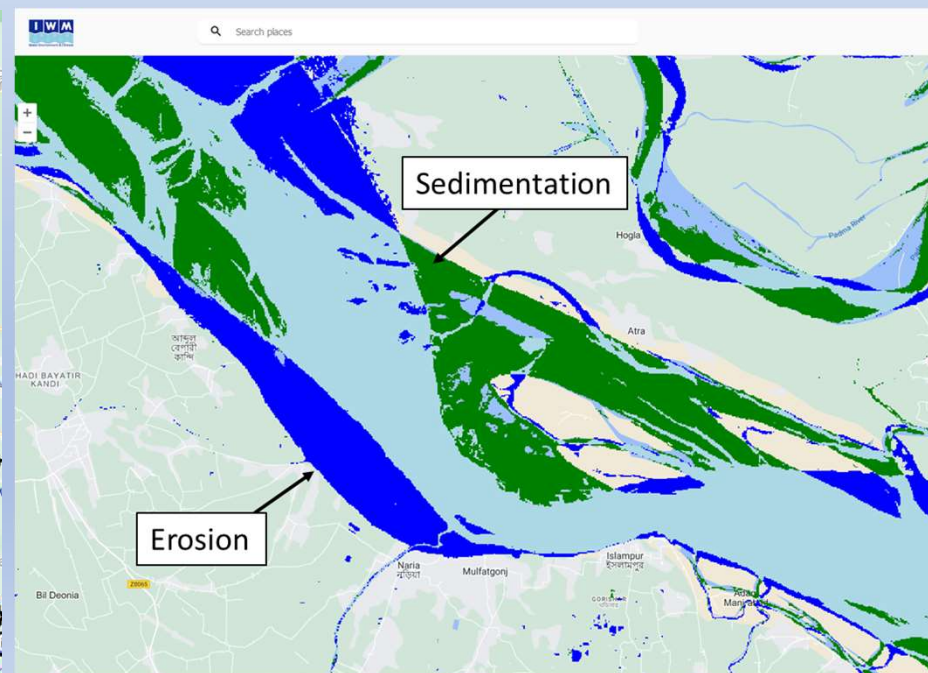 IWM
Search places
+
−
Sedimentation
Hogla
Padma River
Atra
HADI BAYATIR
KANDI
Erosion
Z8065
Bil Deonia
Naria
নড়িয়া
Mulfatgonj
Islampur
ইসলামপুর